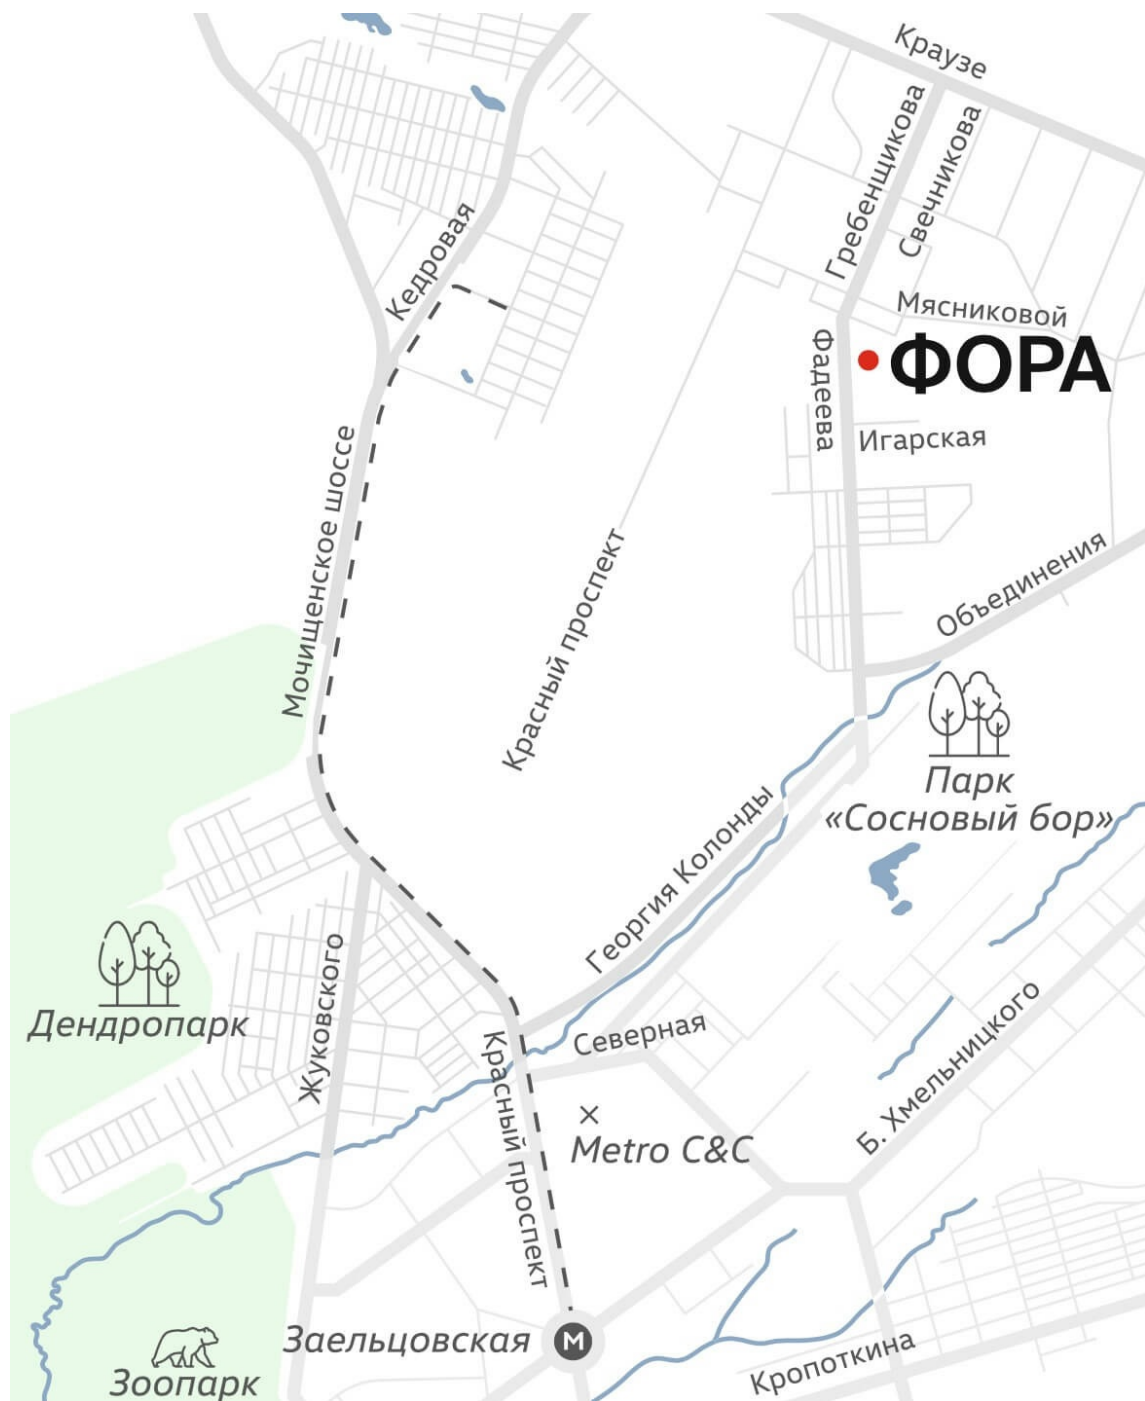 Краузе
Гребенщикова
Свечникова
Кедровая
Мясниковой
ФОРА
Фадеева
Игарская
Мочищенское шоссе
Красный проспект
Объединения
Парк
«Сосновый бор»
Георгия Колонды
Дендропарк
Жуковского
Северная
Б. Хмельницкого
Красный проспект
Metro C&C
Заельцовская
М
Кропоткина
Зоопарк